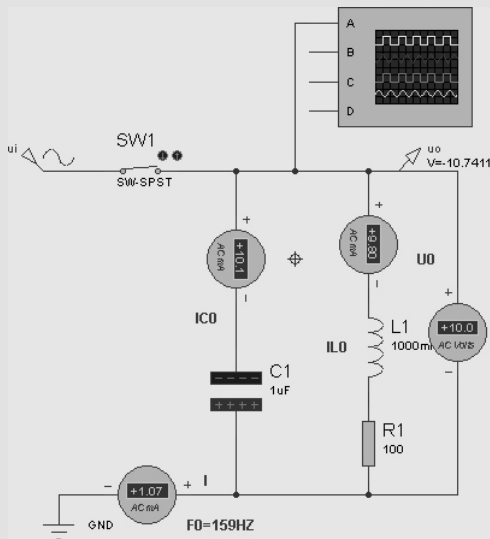 A
B
C
D
ui
SW1
SW-SPST
uo
V=-10.7411
+
+
+10.1
AC mA
+9.80
AC mA
U0
IC0
+
+10.0
AC Volts
L1
1000mH
IL0
C1
1uF
R1
100
+1.07
AC mA
+
I
GND
F0=159HZ